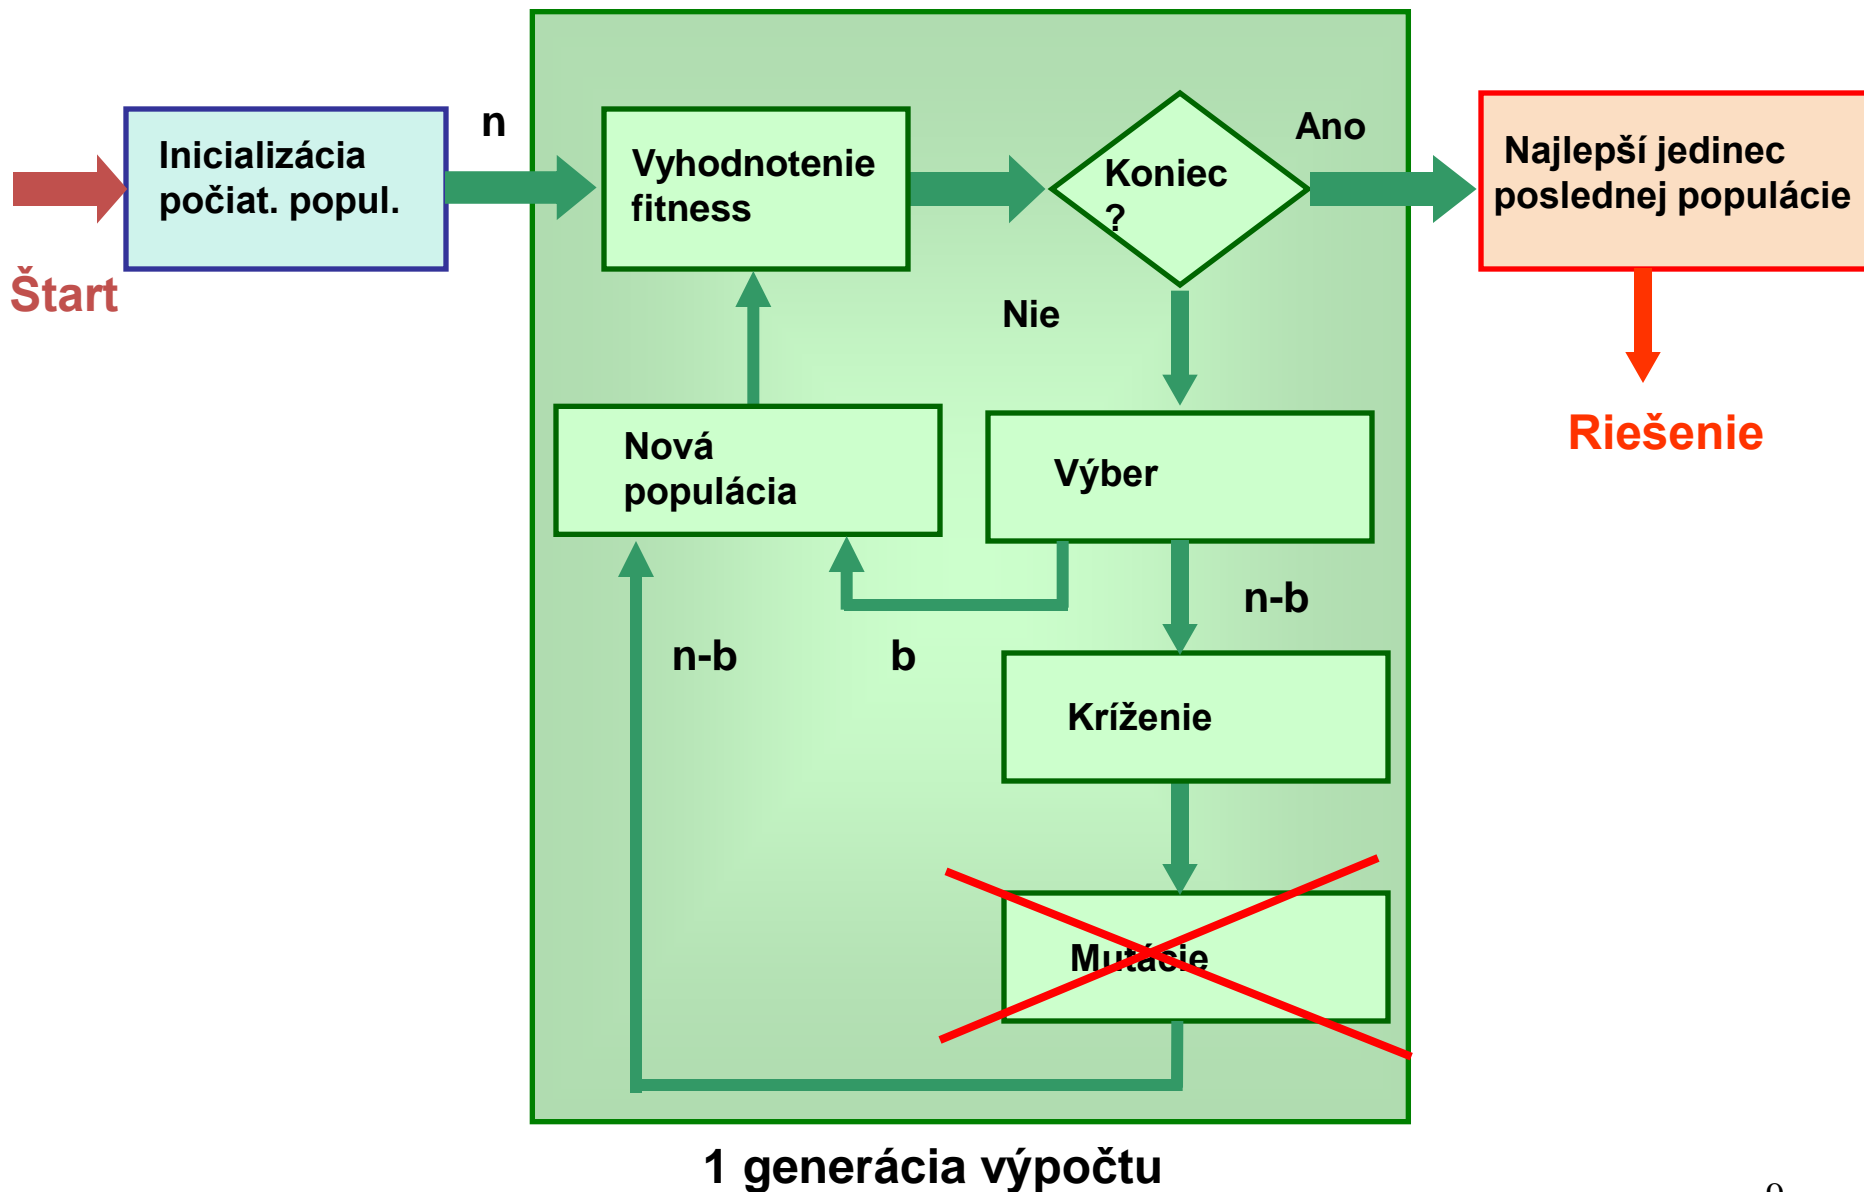 n
Ano
Inicializácia
počiat. popul.
Vyhodnotenie
fitness
Koniec
?
Najlepší jedinec
poslednej populácie
Štart
Nie
Riešenie
Nová
populácia
Výber
n-b
n-b
b
Kríženie
Mutácie
1 generácia výpočtu